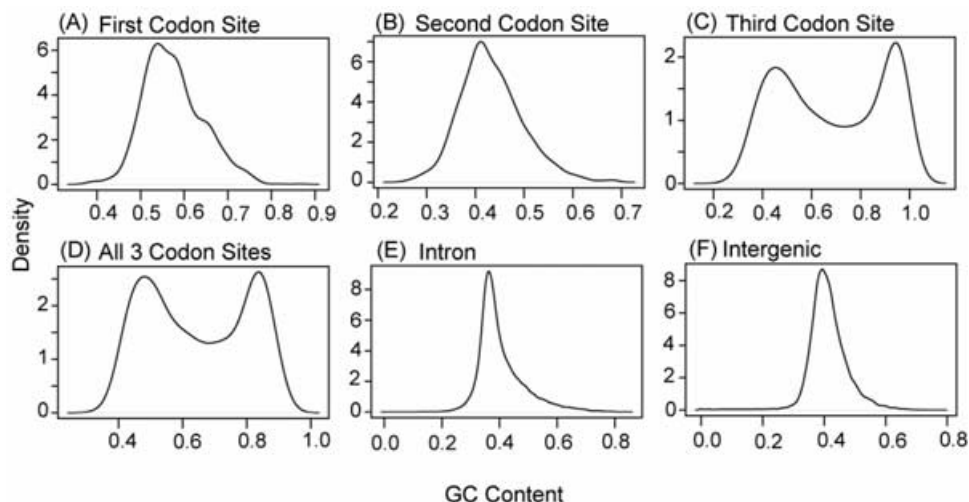 (A) First Codon Site
(B) Second Codon Site
(C) Third Codon Site
6
4
2
0
0.4 0.5 0.6 0.7 0.8 0.9
6
4
2
0
0.2 0.3 0.4 0.5 0.6 0.7
2
1
0
0.2 0.4 0.6 0.8 1.0
Density
(D) All 3 Codon Sites
(E) Intron
(F) Intergenic
2
1
0
0.4 0.6 0.8 1.0
8
6
4
2
0
0.0 0.2 0.4 0.6 0.8
8
6
4
2
0
0.0 0.2 0.4 0.6 0.8
GC Content